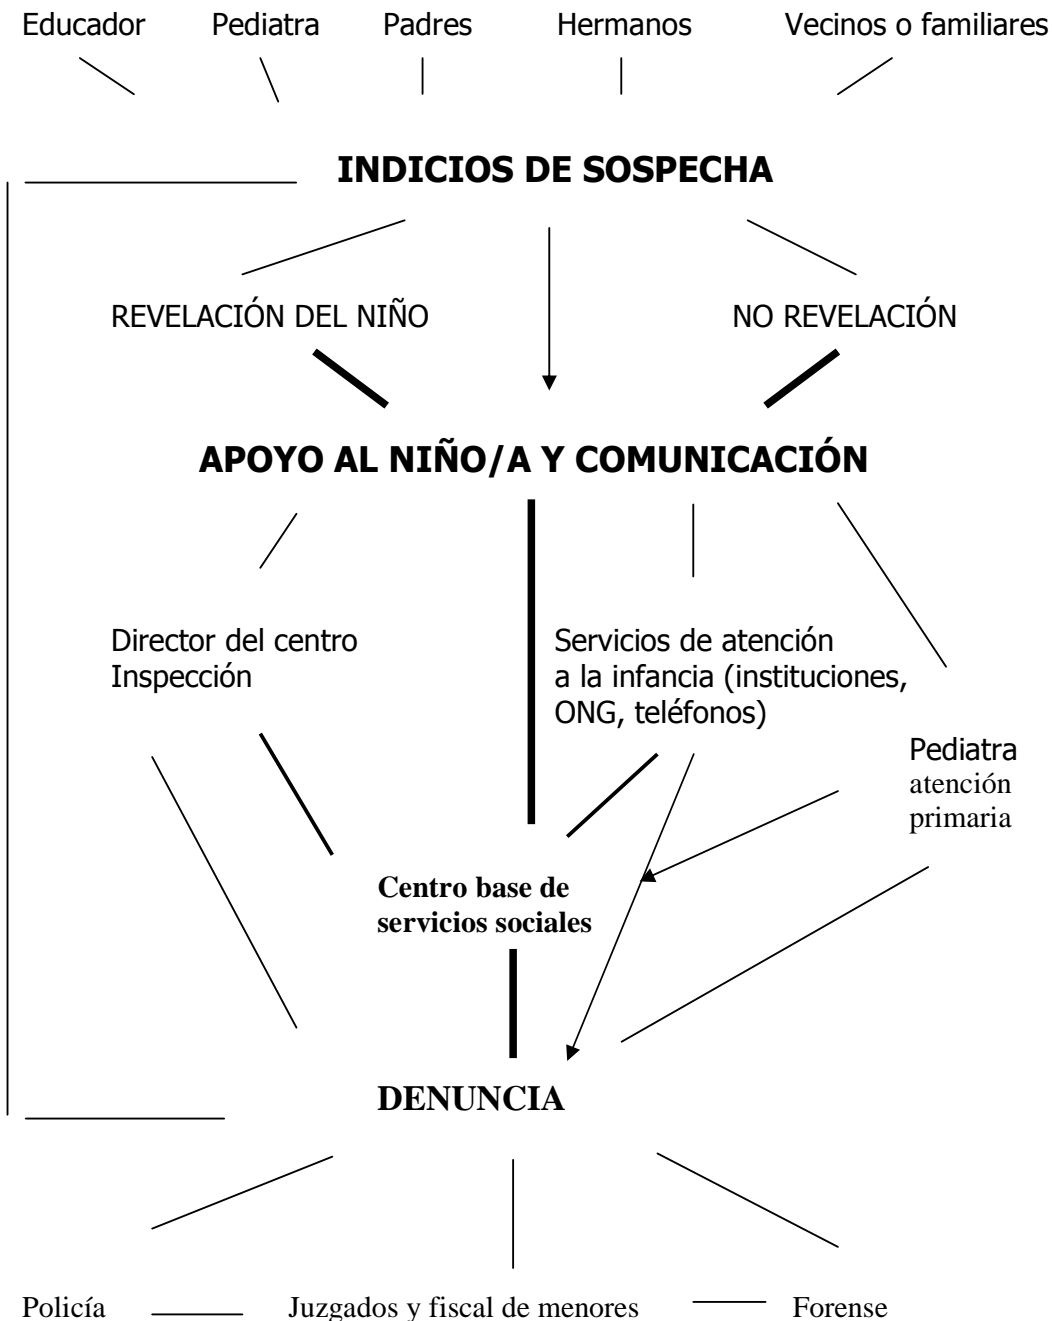 Educador Pediatra Padres Hermanos Vecinos o familiares
INDICIOS DE SOSPECHA
REVELACIÓN DEL NIÑO NO REVELACIÓN
APOYO AL NIÑO/A Y COMUNICACIÓN
Director del centro
Inspección
Servicios de atención
a la infancia (instituciones,
ONG, teléfonos)
Pediatra
atención
primaria
Centro base de
servicios sociales
DENUNCIA
Policía Juzgados y fiscal de menores Forense